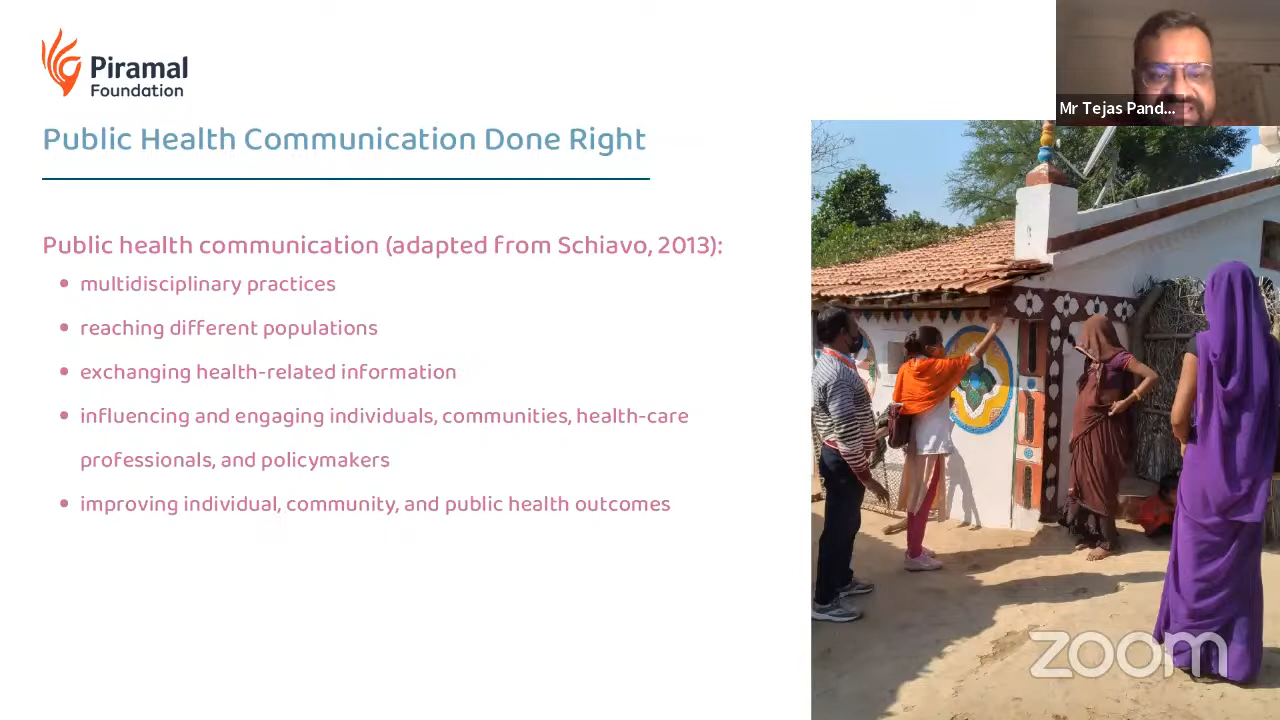 Piramal
Foundation
Mr Tejas Pand...
Public Health Communication Done Right
Public health communication (adapted from Schiavo, 2013):
• multidisciplinary practices
• reaching different populations
• exchanging health-related information
• influencing and engaging individuals, communities, health-care
professionals, and policymakers
• improving individual, community, and public health outcomes
zoom